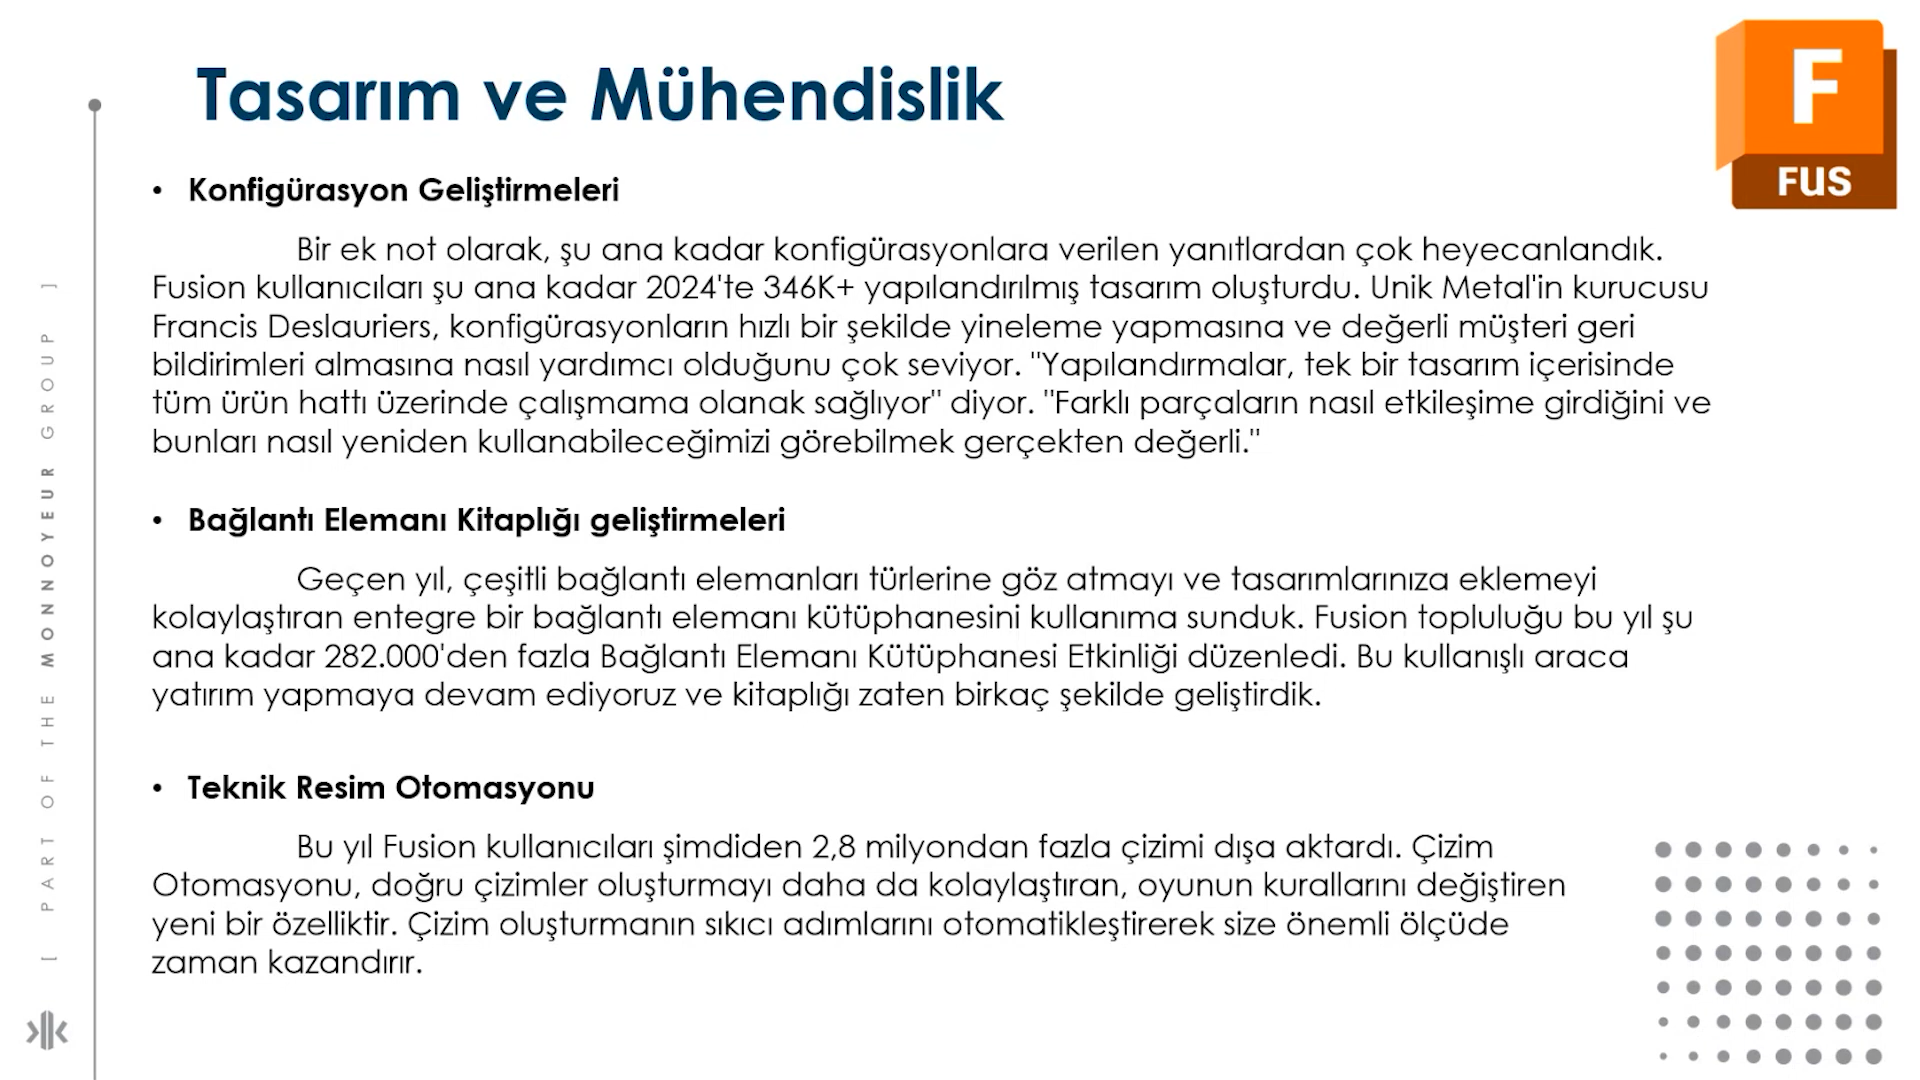 Tasarım ve Mühendislik
F
FUS
• Konfigürasyon Geliştirmeleri
Bir ek not olarak, şu ana kadar konfigürasyonlara verilen yanıtlardan çok heyecanlandık.
Fusion kullanıcıları şu ana kadar 2024'te 346K+ yapılandırılmış tasarım oluşturdu. Unik Metal'in kurucusu
Francis Deslauriers, konfigürasyonların hızlı bir şekilde yineleme yapmasına ve değerli müşteri geri
bildirimleri almasına nasıl yardımcı olduğunu çok seviyor. "Yapılandırmalar, tek bir tasarım içerisinde
tüm ürün hattı üzerinde çalışmama olanak sağlıyor" diyor. "Farklı parçaların nasıl etkileşime girdiğini ve
bunları nasıl yeniden kullanabileceğimizi görebilmek gerçekten değerli."
• Bağlantı Elemanı Kitaplığı geliştirmeleri
Geçen yıl, çeşitli bağlantı elemanları türlerine göz atmayı ve tasarımlarınıza eklemeyi
kolaylaştıran entegre bir bağlantı elemanı kütüphanesini kullanıma sunduk. Fusion topluluğu bu yıl şu
ana kadar 282.000'den fazla Bağlantı Elemanı Kütüphanesi Etkinliği düzenledi. Bu kullanışlı araca
yatırım yapmaya devam ediyoruz ve kitaplığı zaten birkaç şekilde geliştirdik.
• Teknik Resim Otomasyonu
Bu yıl Fusion kullanıcıları şimdiden 2,8 milyondan fazla çizimi dışa aktardı. Çizim
Otomasyonu, doğru çizimler oluşturmayı daha da kolaylaştıran, oyunun kurallarını değiştiren
yeni bir özelliktir. Çizim oluşturmanın sıkıcı adımlarını otomatikleştirerek size önemli ölçüde
zaman kazandırır.
[ PART OF THE MONNOYEUR GROUP ]